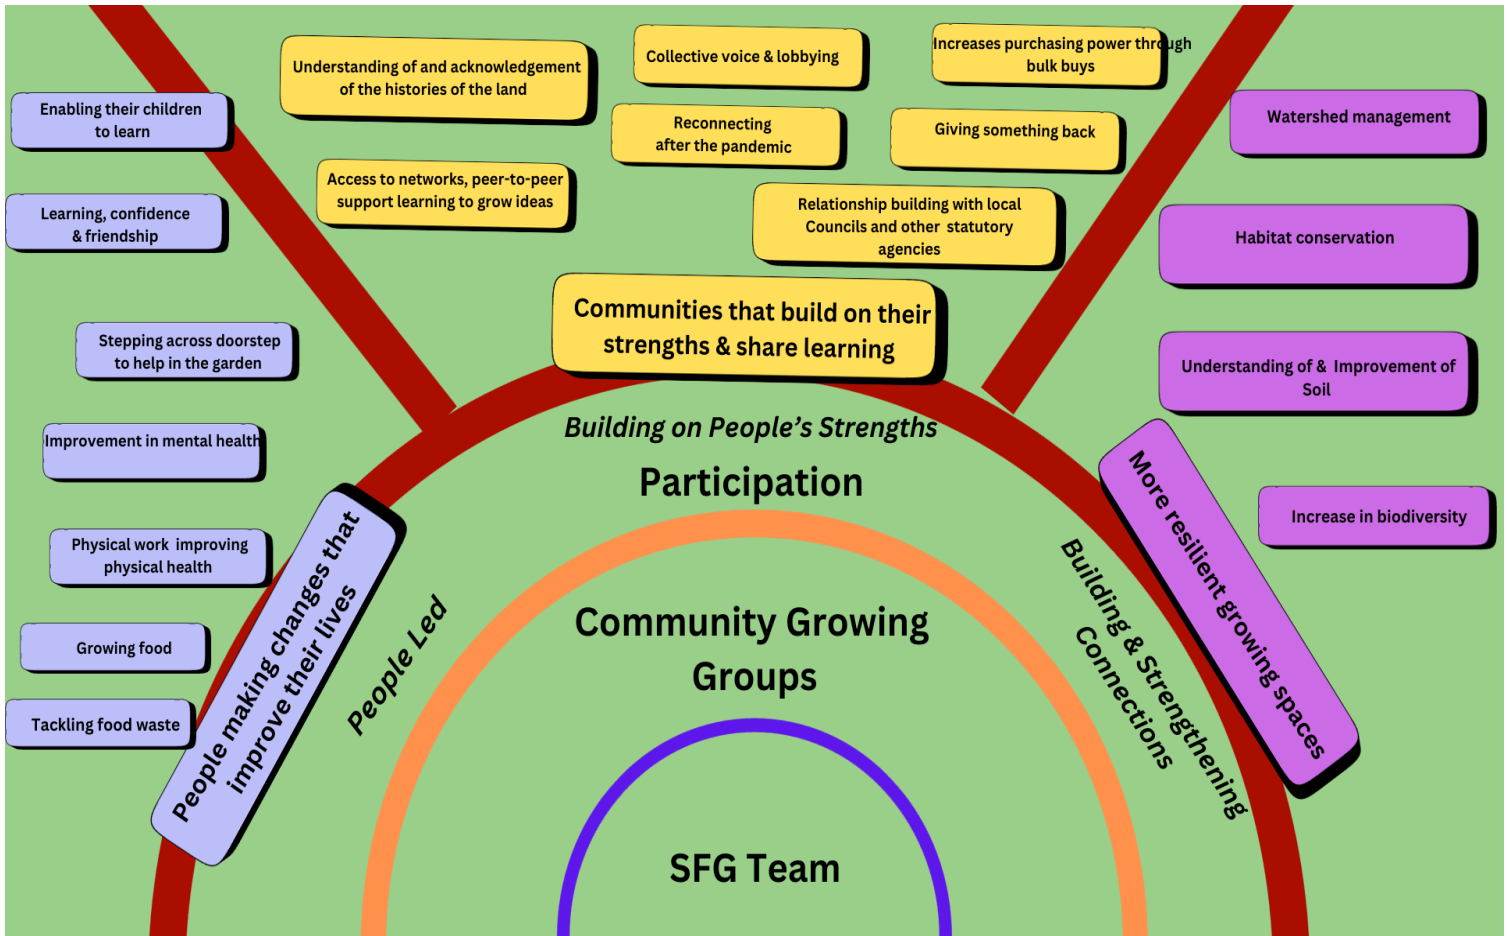 Enabling their children
to learn
Learning, confidence
& friendship
Stepping across doorstep
to help in the garden
Improvement in mental health
Physical work improving
physical health
Growing food
Tackling food waste
People making changes that
improve their lives
Understanding of and acknowledgement
of the histories of the land
Access to networks, peer-to-peer
support learning to grow ideas
Collective voice & lobbying
Reconnecting
after the pandemic
Increases purchasing power through
bulk buys
Giving something back
Relationship building with local
Councils and other statutory
agencies
Communities that build on their
strengths & share learning
Watershed management
Habitat conservation
Understanding of & Improvement of
Soil
Increase in biodiversity
More resilient growing spaces
Building on People's Strengths
Participation
People Led
Building & Strengthening
Connections
Community Growing
Groups
SFG Team